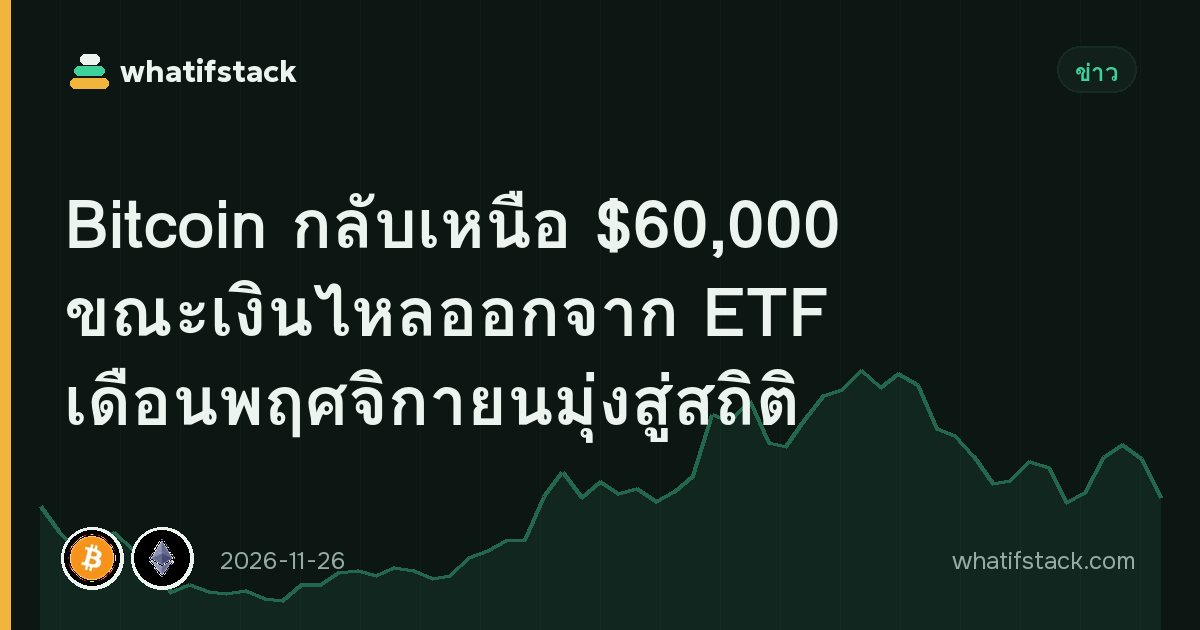 whatifstack
ข่าว
Bitcoin กลับเหนือ $60,000
ขณะเงินไหลออกจาก ETF
เดือนพฤศจิกายนมุ่งสู่สถิติ
2026-11-26
whatifstack.com